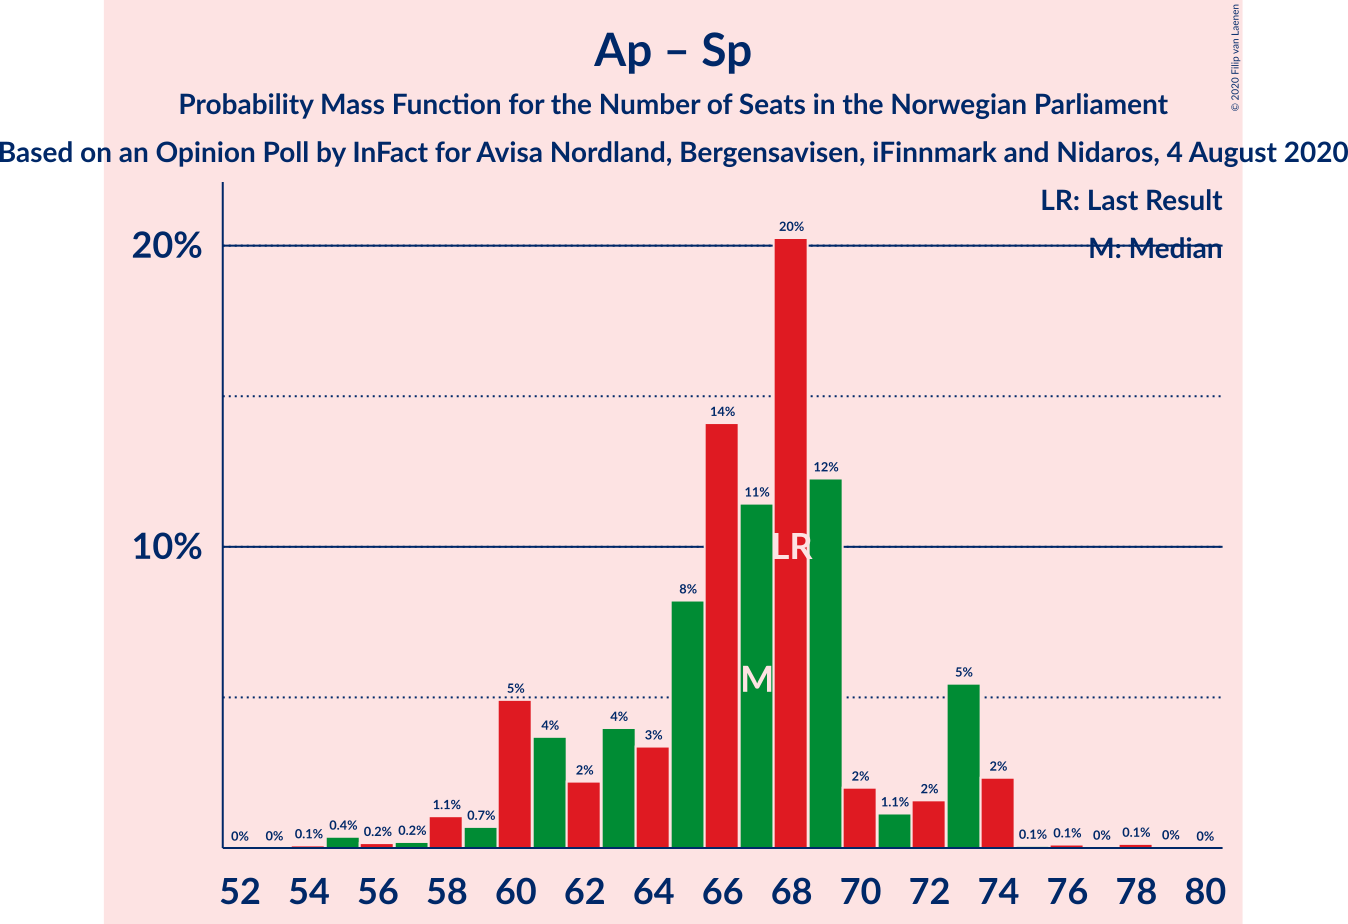 Ap – Sp
Probability Mass Function for the Number of Seats in the Norwegian Parliament
Based on an Opinion Poll by InFact for Avisa Nordland, Bergensavisen, iFinnmark and Nidaros, 4 August 2020
© 2020 Filip van Laenen
LR: Last Result
M: Median
20%
10%
0% 0% 0.1% 0.4% 0.2% 0.2% 1.1% 0.7% 5% 4% 2% 4% 3% 8% 14% 11% 20% 12% 2% 1.1% 2% 5% 2% 0.1% 0.1% 0% 0.1% 0% 0%
LR
M
52 54 56 58 60 62 64 66 68 70 72 74 76 78 80